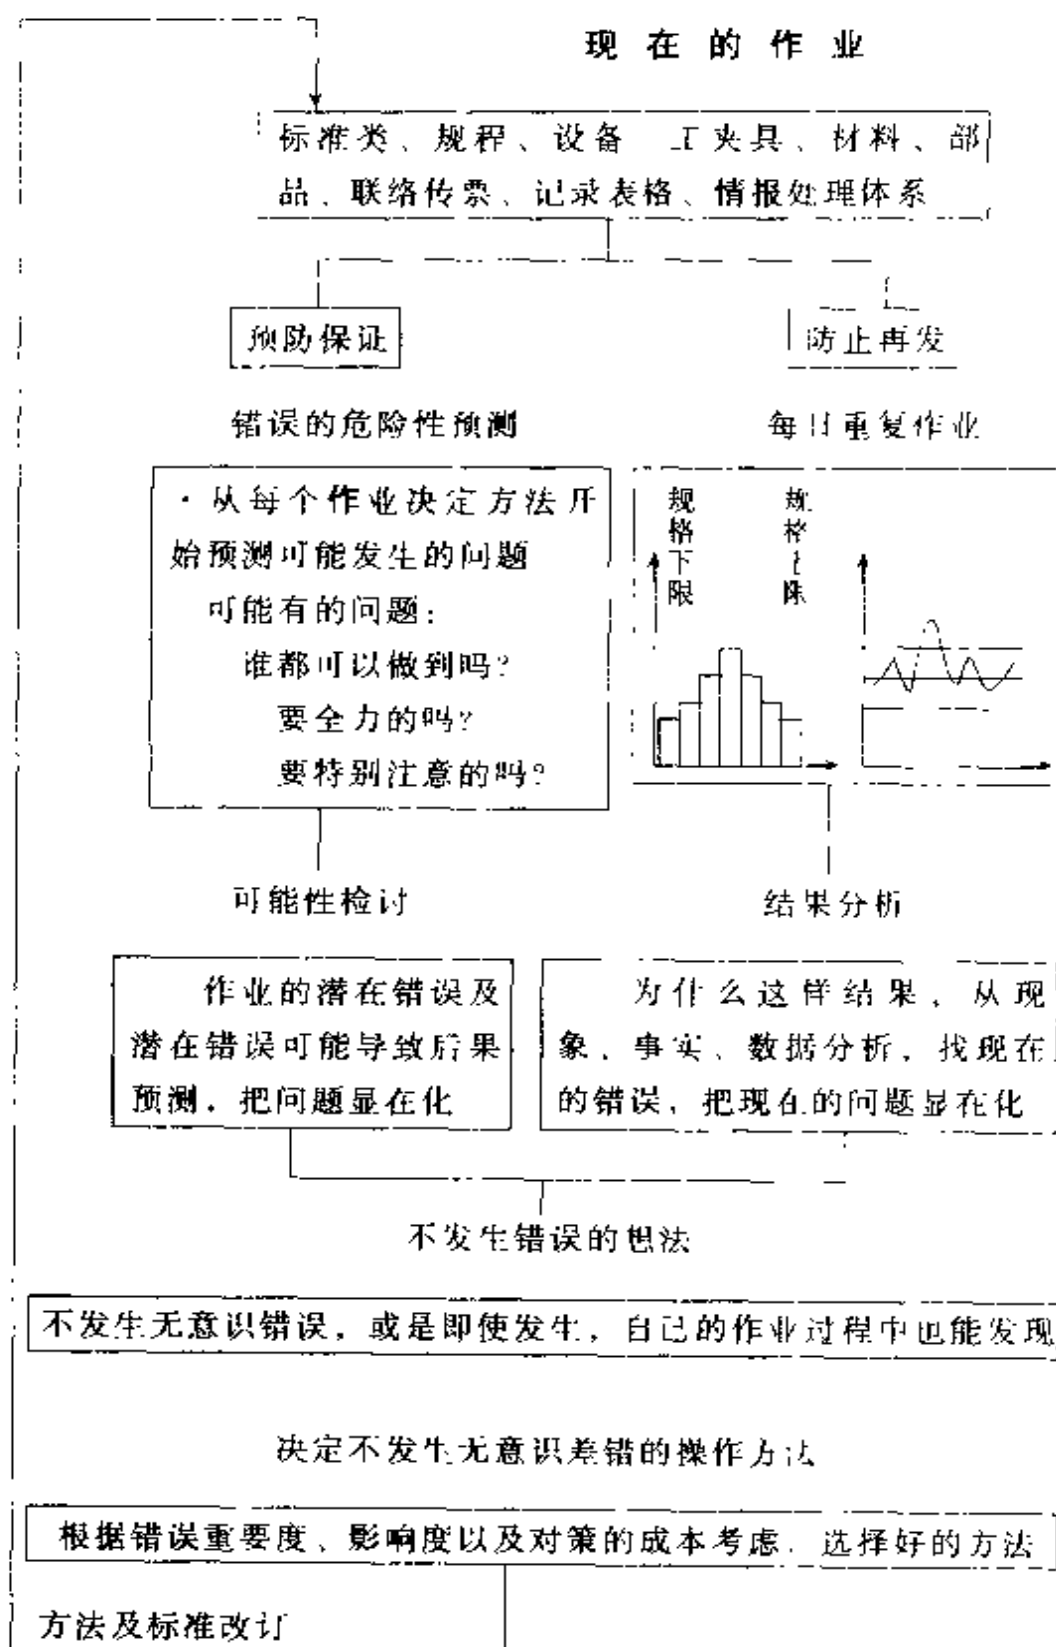 现在的作业
标准类、规程、设备 工夹具、材料、部
品、联络传票、记录表格、情报处理体系
预防保证
防止再发
错误的危险性预测
每日重复作业
·从每个作业决定方法开
始预测可能发生的问题
可能有的问题:
谁都可以做到吗?
要全力的吗?
要特别注意的吗?
规格下限
规格上限
可能性检讨
结果分析
作业的潜在错误及
潜在错误可能导致后果
预测,把问题显在化
为什么这样结果、从现
象、事实、数据分析,找现在
的错误,把现在的问题显在化
不发生错误的想法
不发生无意识错误,或是即使发生,自己的作业过程中也能发现
决定不发生无意识差错的操作方法
根据错误重要度、影响度以及对策的成本考虑,选择好的方法
方法及标准改订